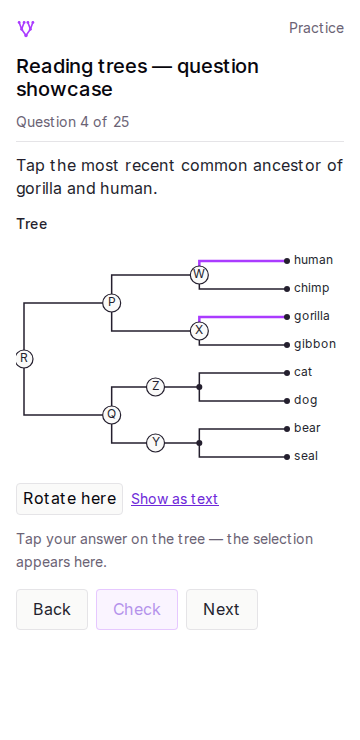 Practice
Reading trees — question
showcase
Question 4 of 25
Tap the most recent common ancestor of
gorilla and human.
Tree
human
W
chimp
P
gorilla
X
gibbon
R
cat
Z
dog
Q
bear
Y
seal
Rotate here Show as text
Tap your answer on the tree — the selection
appears here.
Back Check Next